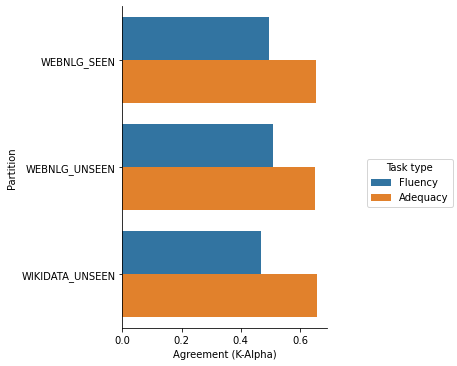 WEBNLG_SEEN
WEBNLG_UNSEEN
WIKIDATA_UNSEEN
Partition
0.0 0.2 0.4 0.6
Agreement (K-Alpha)
Task type
Fluency
Adequacy